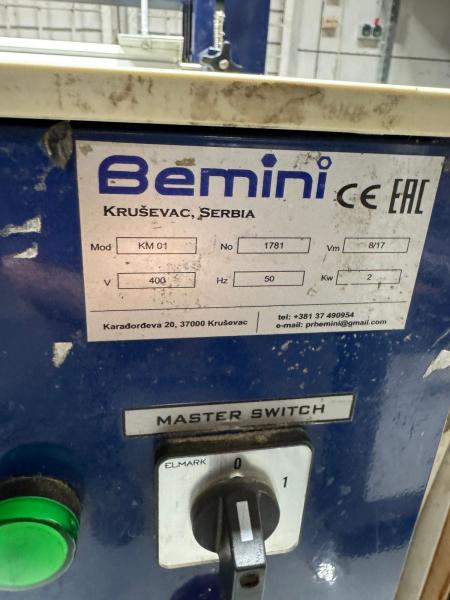 Bemini
KRUŠEVAC, SERBIA
CE EAC
Mod KM 01 No 1781 Vm 8/17
V 400 Hz 50 Kw 2
Karađorđeva 20, 37000 Kruševac
tel: +381 37 490954
e-mail: prbemini@gmail.com
MASTER SWITCH
ELMARK
0
1